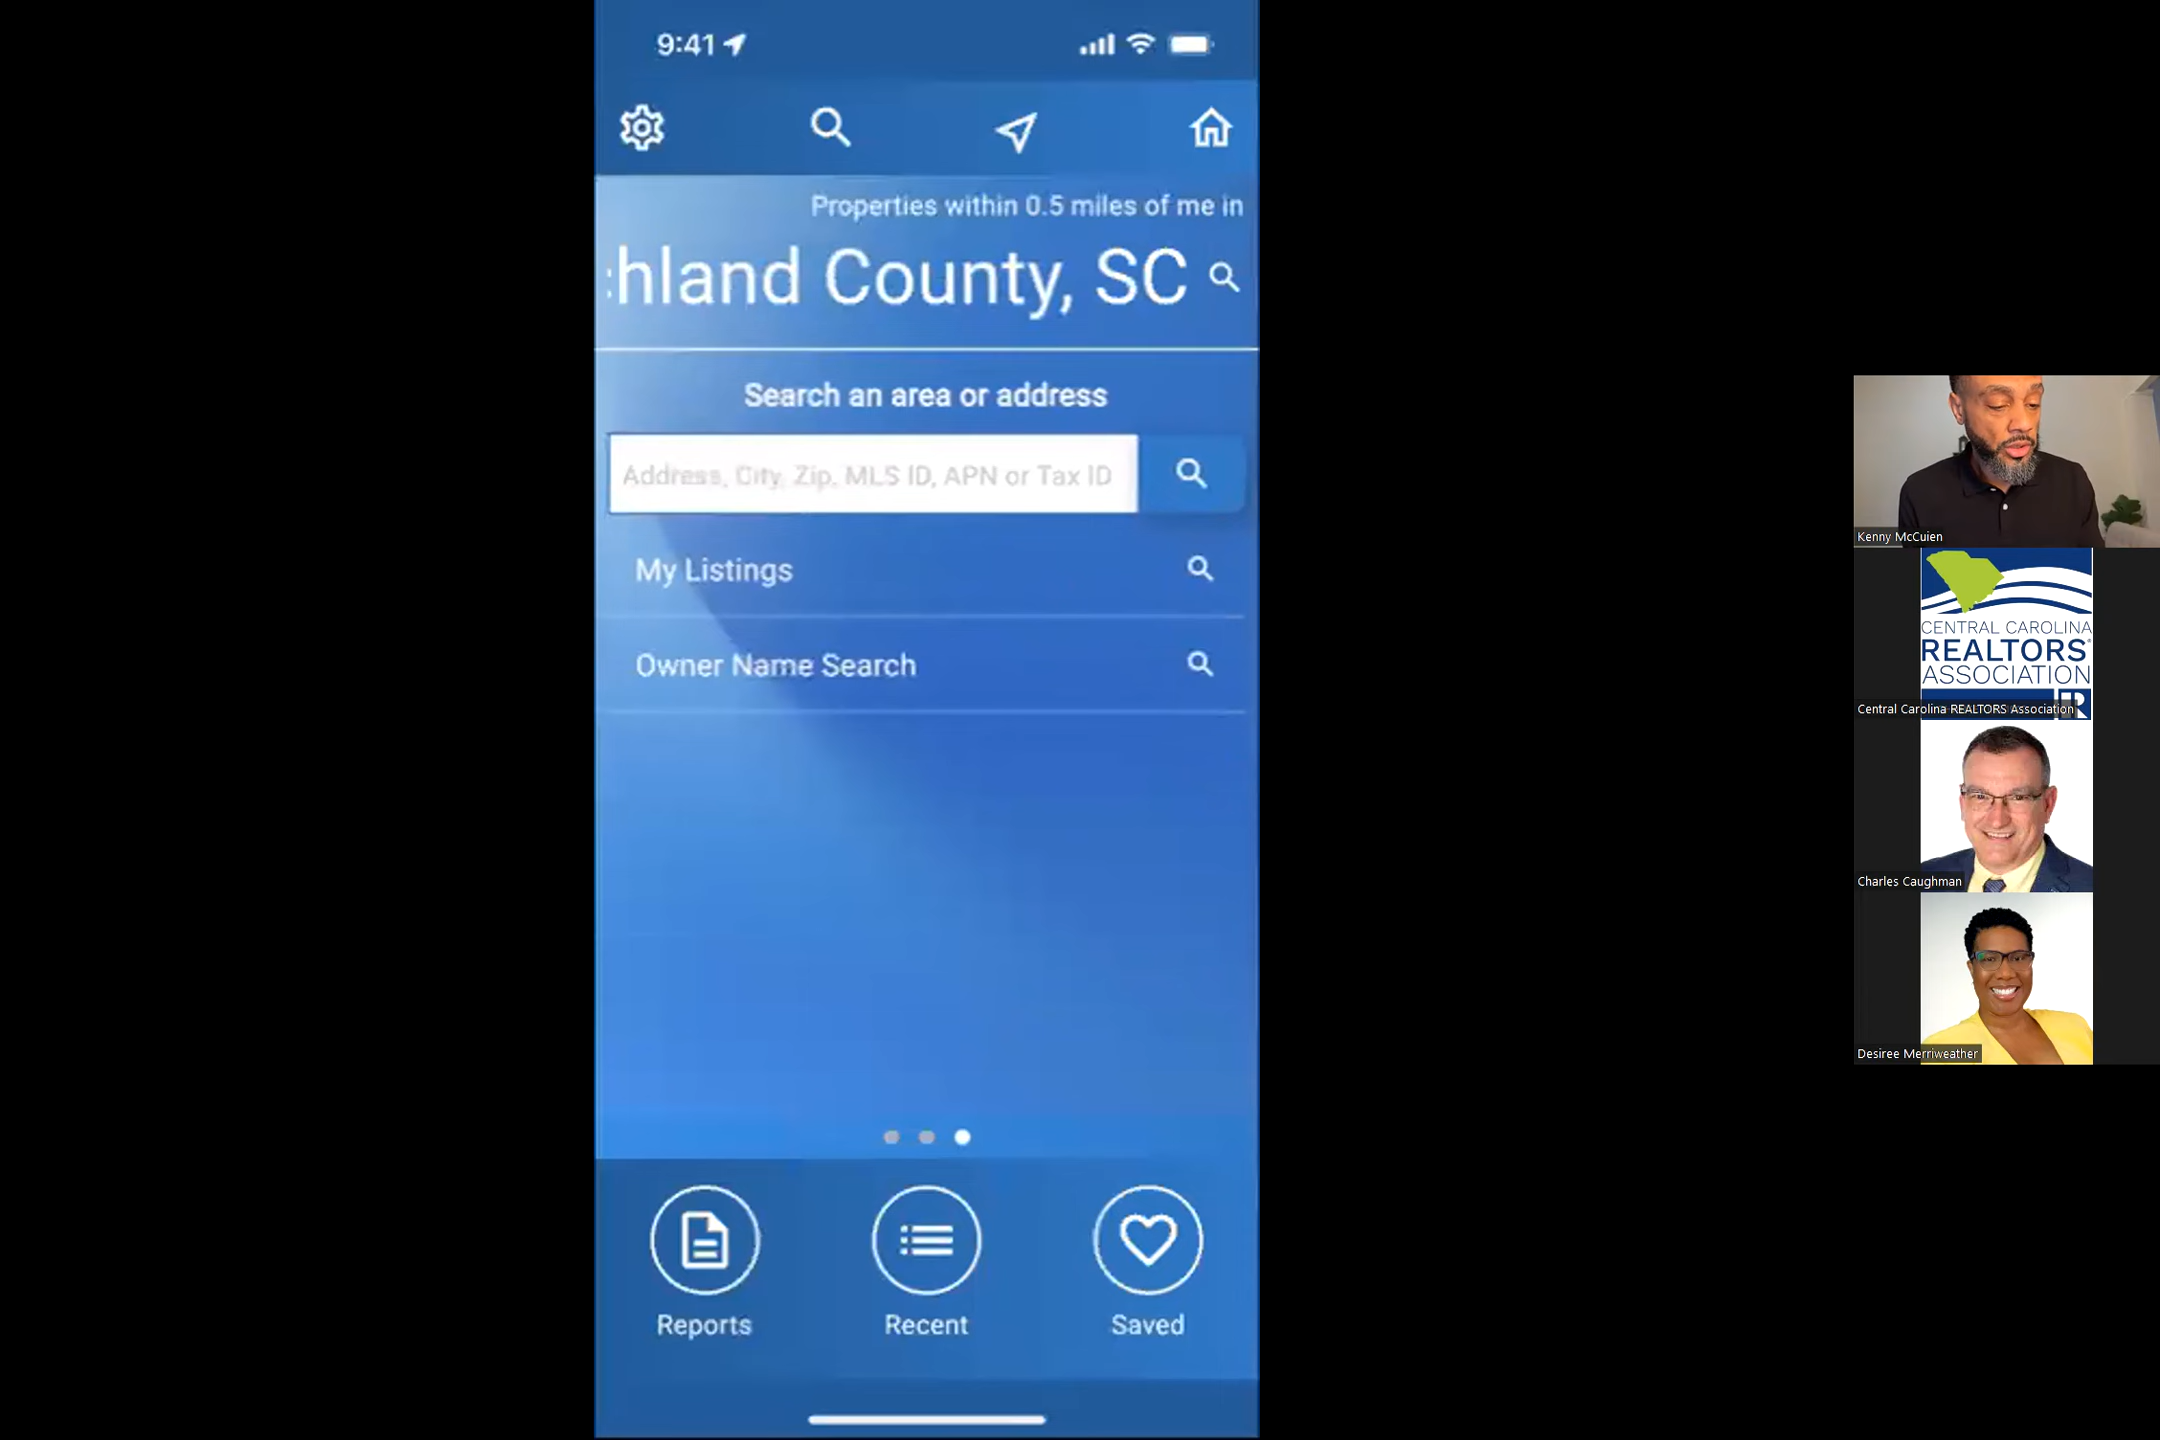 9:41
Properties within 0.5 miles of me in
hland County, SC
Search an area or address
Address, City, Zip, MLS ID, APN or Tax ID
My Listings
Owner Name Search
Reports
Recent
Saved
Kenny McCuien
CENTRAL CAROLINA
REALTORS®
ASSOCIATION
Central Carolina REALTORS Association
Charles Caughman
Desiree Merriweather